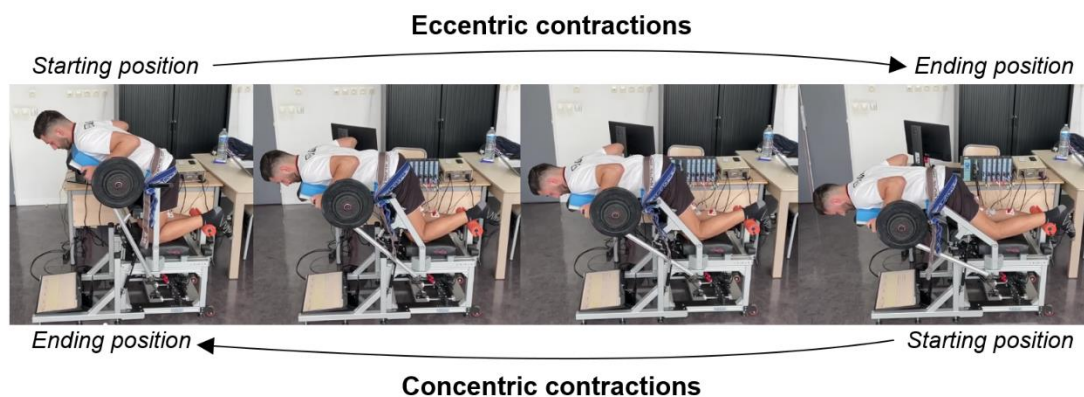 Eccentric contractions
Starting position
Ending position
Ending position
Starting position
Concentric contractions